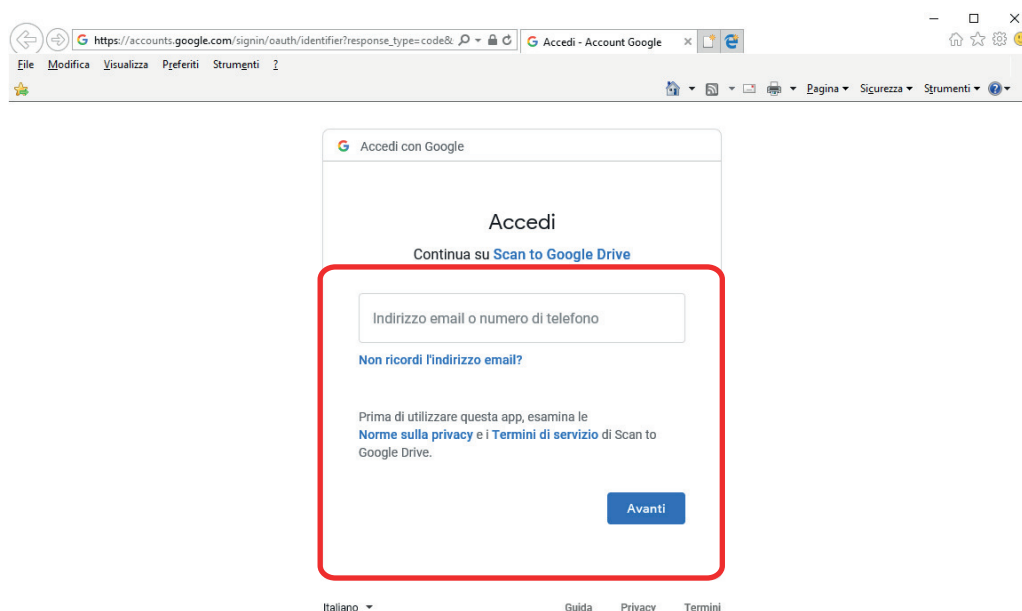 https://accounts.google.com/signin/oauth/identifier?response_type=code&
Accedi - Account Google
File Modifica Visualizza Preferiti Strumenti ?
Pagina Sicurezza Strumenti
Accedi con Google
Accedi
Continua su Scan to Google Drive
Indirizzo email o numero di telefono
Non ricordi l'indirizzo email?
Prima di utilizzare questa app, esamina le
Norme sulla privacy e i Termini di servizio di Scan to
Google Drive.
Avanti
Italiano Guida Privacy Termini